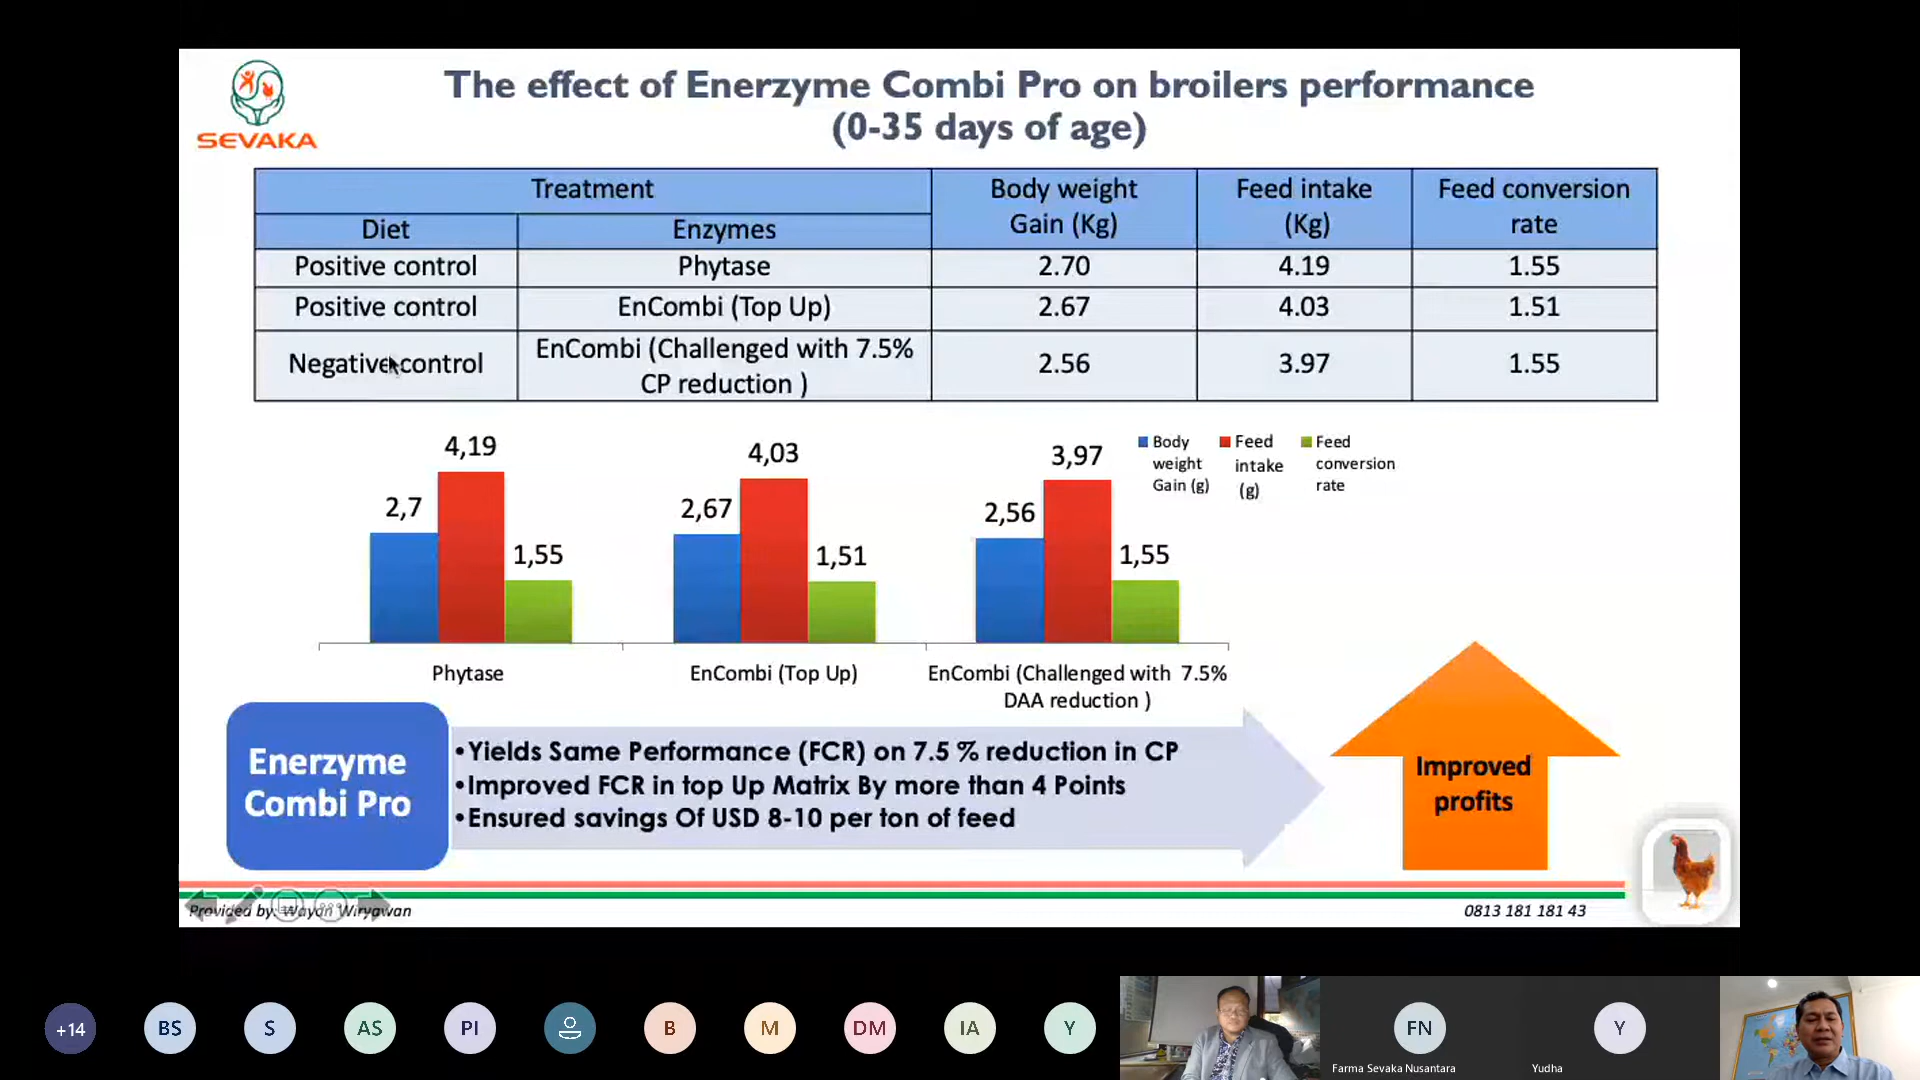 SEVAKA
The effect of Enerzyme Combi Pro on broilers performance
(0-35 days of age)
Treatment
Body weight
Gain (Kg)
Feed intake
(Kg)
Feed conversion
rate
Diet
Enzymes
Positive control
Phytase
2.70
4.19
1.55
Positive control
EnCombi (Top Up)
2.67
4.03
1.51
Negative control
EnCombi (Challenged with 7.5%
CP reduction )
2.56
3.97
1.55
2,7
4,19
1,55
2,67
4,03
1,51
2,56
3,97
1,55
Body
weight
Gain (g)
Feed
intake
(g)
Feed
conversion
rate
Phytase
EnCombi (Top Up)
EnCombi (Challenged with 7.5%
DAA reduction )
Enerzyme
Combi Pro
•Yields Same Performance (FCR) on 7.5 % reduction in CP
•Improved FCR in top Up Matrix By more than 4 Points
•Ensured savings Of USD 8-10 per ton of feed
Improved
profits
Provided by: Wayan Wiryawan
0813 181 181 43
+14
BS
S
AS
PI
B
M
DM
IA
Y
FN
Farma Sevaka Nusantara
Y
Yudha